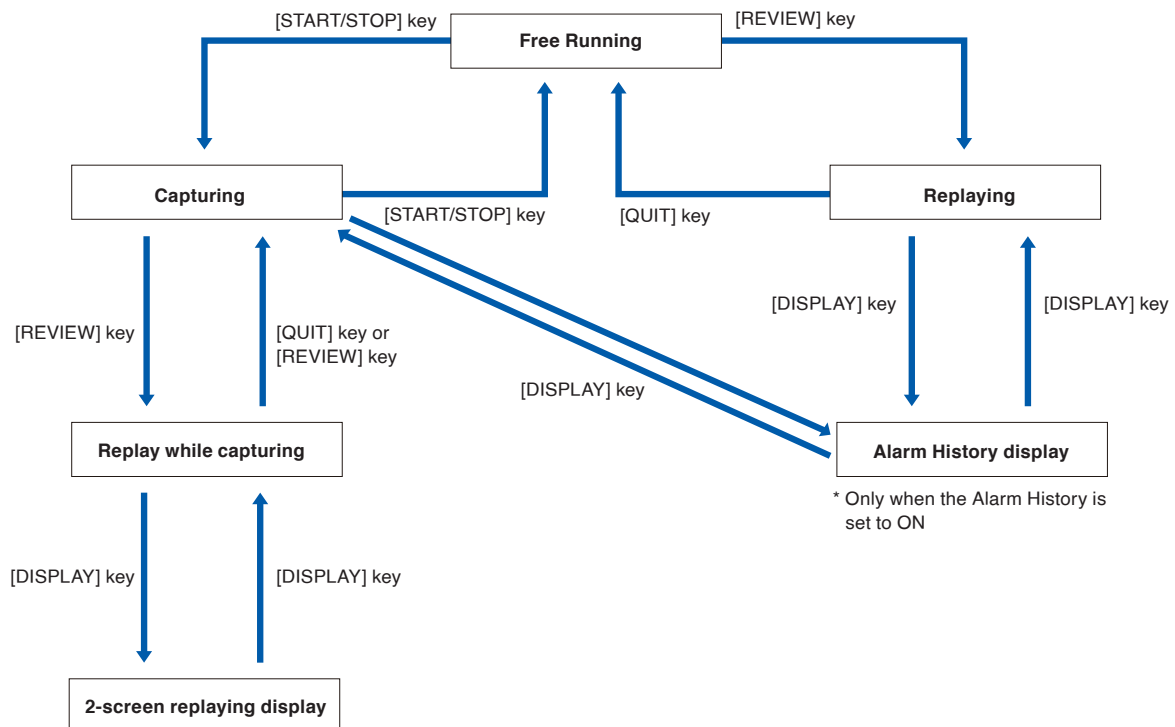 [START/STOP] key
Free Running
[REVIEW] key
Capturing
[START/STOP] key
[QUIT] key
Replaying
[REVIEW] key
[QUIT] key or
[REVIEW] key
[DISPLAY] key
[DISPLAY] key
[DISPLAY] key
Replay while capturing
Alarm History display
* Only when the Alarm History is
set to ON
[DISPLAY] key
[DISPLAY] key
2-screen replaying display